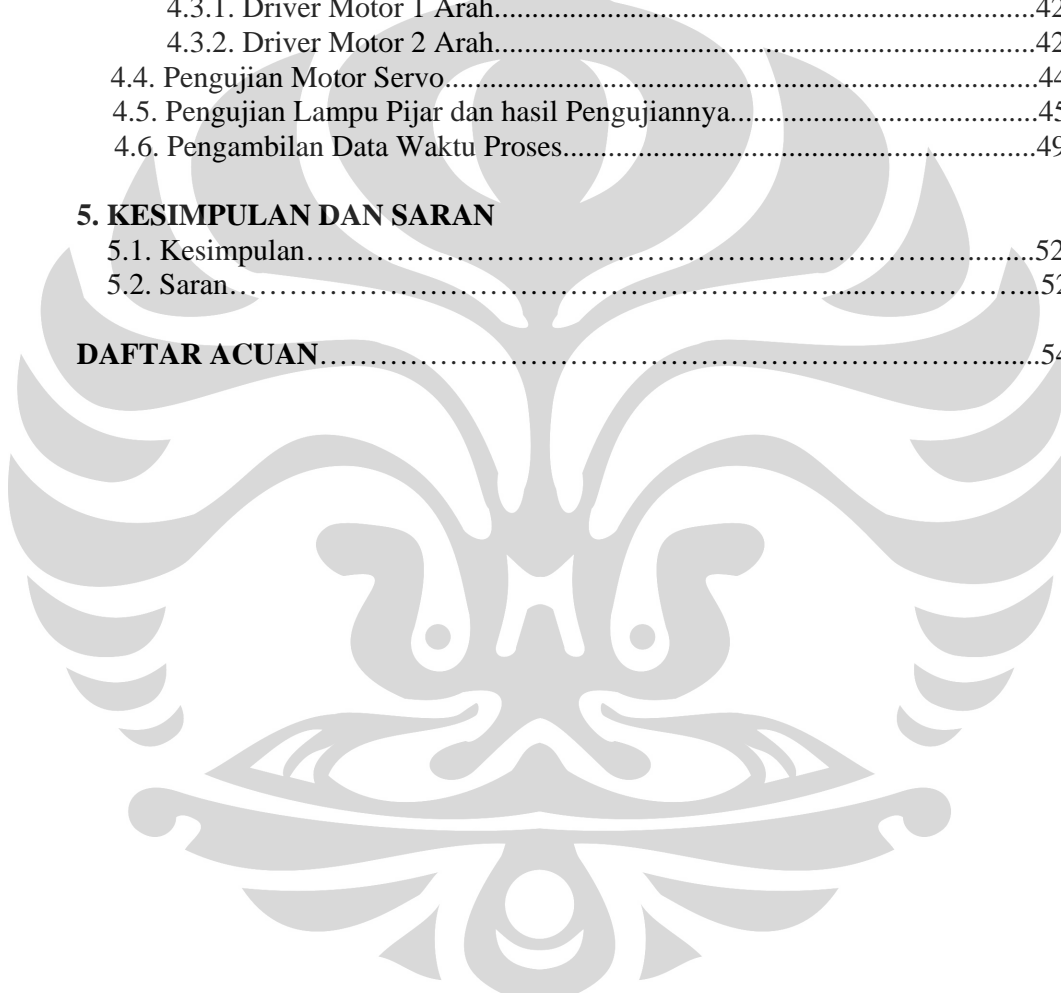 4.3.1. Driver Motor 1 Arah..........................................................................42
4.3.2. Driver Motor 2 Arah..........................................................................42
4.4. Pengujian Motor Servo.................................................................................44
4.5. Pengujian Lampu Pijar dan hasil Pengujiannya..........................................45
4.6. Pengambilan Data Waktu Proses.................................................................49
5. KESIMPULAN DAN SARAN
5.1. Kesimpulan……………………………………………………………........52
5.2. Saran……………………………………………………......…………….....52
DAFTAR ACUAN……………………………………………………………........54